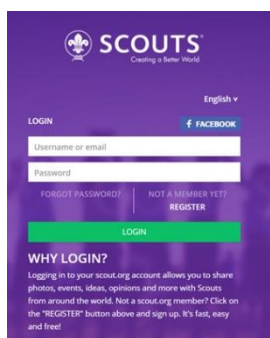 SCOUTS
Creating a Better World
English v
LOGIN
f FACEBOOK
Username or email
Password
FORGOT PASSWORD?
NOT A MEMBER YET?
REGISTER
LOGIN
WHY LOGIN?
Logging in to your scout.org account allows you to share
photos, events, ideas, opinions and more with Scouts
from around the world. Not a scout.org member? Click on
the "REGISTER" button above and sign up. It's fast, easy
and free!